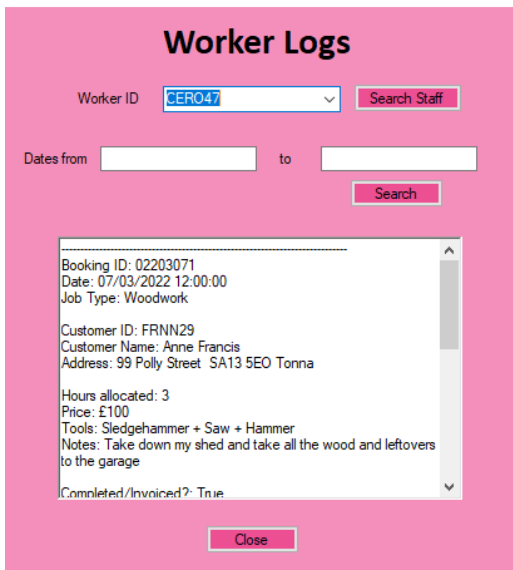 Worker Logs
Worker ID CERO47 Search Staff
Dates from to
Search
--------------------------------------------------------------------------------
Booking ID: 02203071
Date: 07/03/2022 12:00:00
Job Type: Woodwork
Customer ID: FRNN29
Customer Name: Anne Francis
Address: 99 Polly Street  SA13 5EO Tonna
Hours allocated: 3
Price: £100
Tools: Sledgehammer + Saw + Hammer
Notes: Take down my shed and take all the wood and leftovers
to the garage
Completed/Invoiced?: True
Close